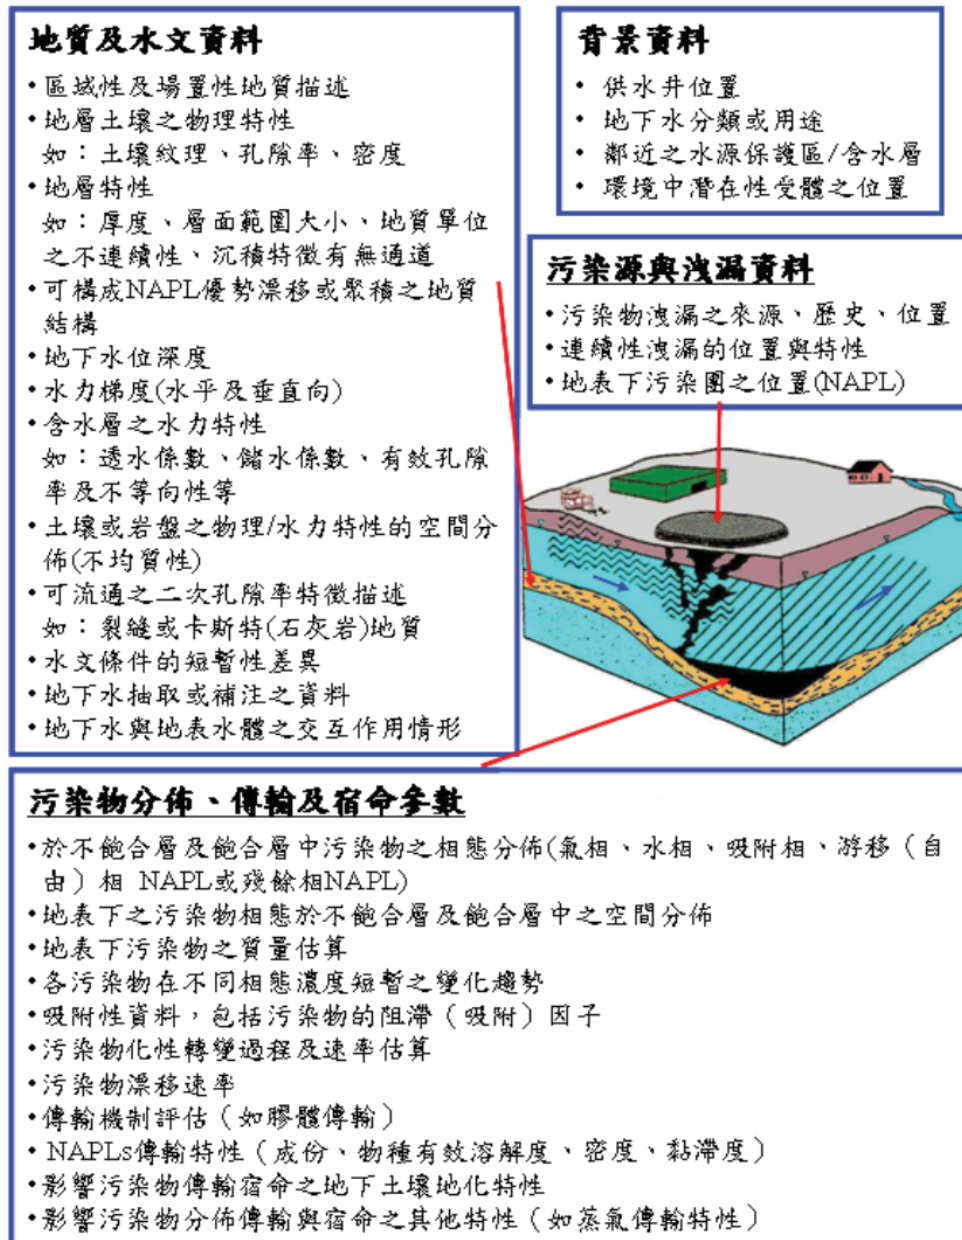 地質及水文資料
•區域性及場置性地質描述
•地層土壤之物理特性
如：土壤紋理、孔隙率、密度
•地層特性
如：厚度、層面範圍大小、地質單位
之不連續性、沉積特徵有無通道
•可構成NAPL優勢漂移或聚積之地質
結構
•地下水位深度
•水力梯度(水平及垂直向)
•含水層之水力特性
如：透水係數、儲水係數、有效孔隙
率及不等向性等
•土壤或岩盤之物理/水力特性的空間分
佈(不均質性)
•可流通之二次孔隙率特徵描述
如：裂縫或卡斯特(石灰岩)地質
•水文條件的短暫性差異
•地下水抽取或補注之資料
•地下水與地表水體之交互作用情形
背景資料
• 供水井位置
• 地下水分類或用途
• 鄰近之水源保護區/含水層
• 環境中潛在性受體之位置
污染源與洩漏資料
•污染物洩漏之來源、歷史、位置
•連續性洩漏的位置與特性
•地表下污染團之位置(NAPL)
污染物分佈、傳輸及宿命參數
•於不飽合層及飽合層中污染物之相態分佈(氣相、水相、吸附相、游移（自
由）相 NAPL或殘餘相NAPL)
•地表下之污染物相態於不飽合層及飽合層中之空間分佈
•地表下污染物之質量估算
•各污染物在不同相態濃度短暫之變化趨勢
•吸附性資料，包括污染物的阻滯（吸附）因子
•污染物化性轉變過程及速率估算
•污染物漂移速率
•傳輸機制評估（如膠體傳輸）
•NAPLs傳輸特性（成份、物種有效溶解度、密度、黏滯度）
•影響污染物傳輸宿命之地下土壤地化特性
•影響污染物分佈傳輸與宿命之其他特性（如蒸氣傳輸特性）